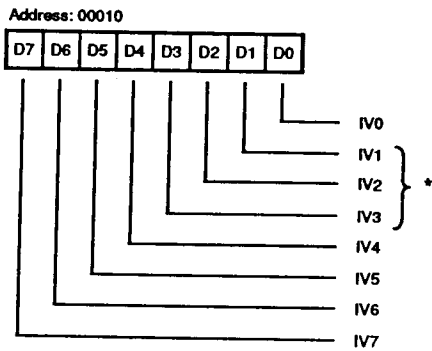 Address: 00010
D7 D6 D5 D4 D3 D2 D1 D0
IV0
IV1
IV2 *
IV3
IV4
IV5
IV6
IV7